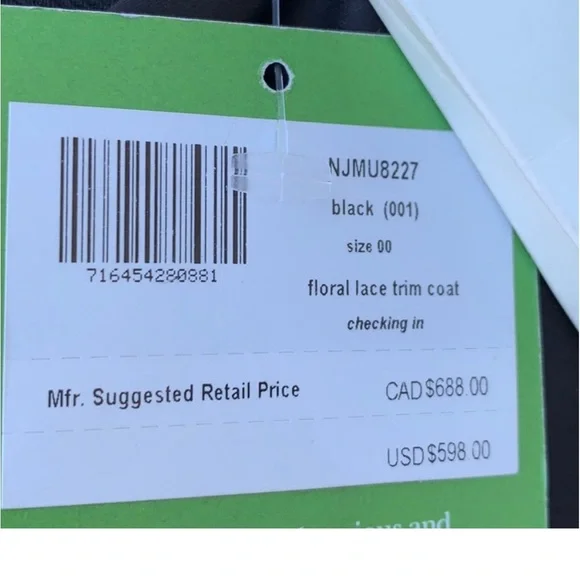 NJMU8227
black (001)
size 00
716454280881
floral lace trim coat
checking in
Mfr. Suggested Retail Price CAD $688.00
USD $598.00
and